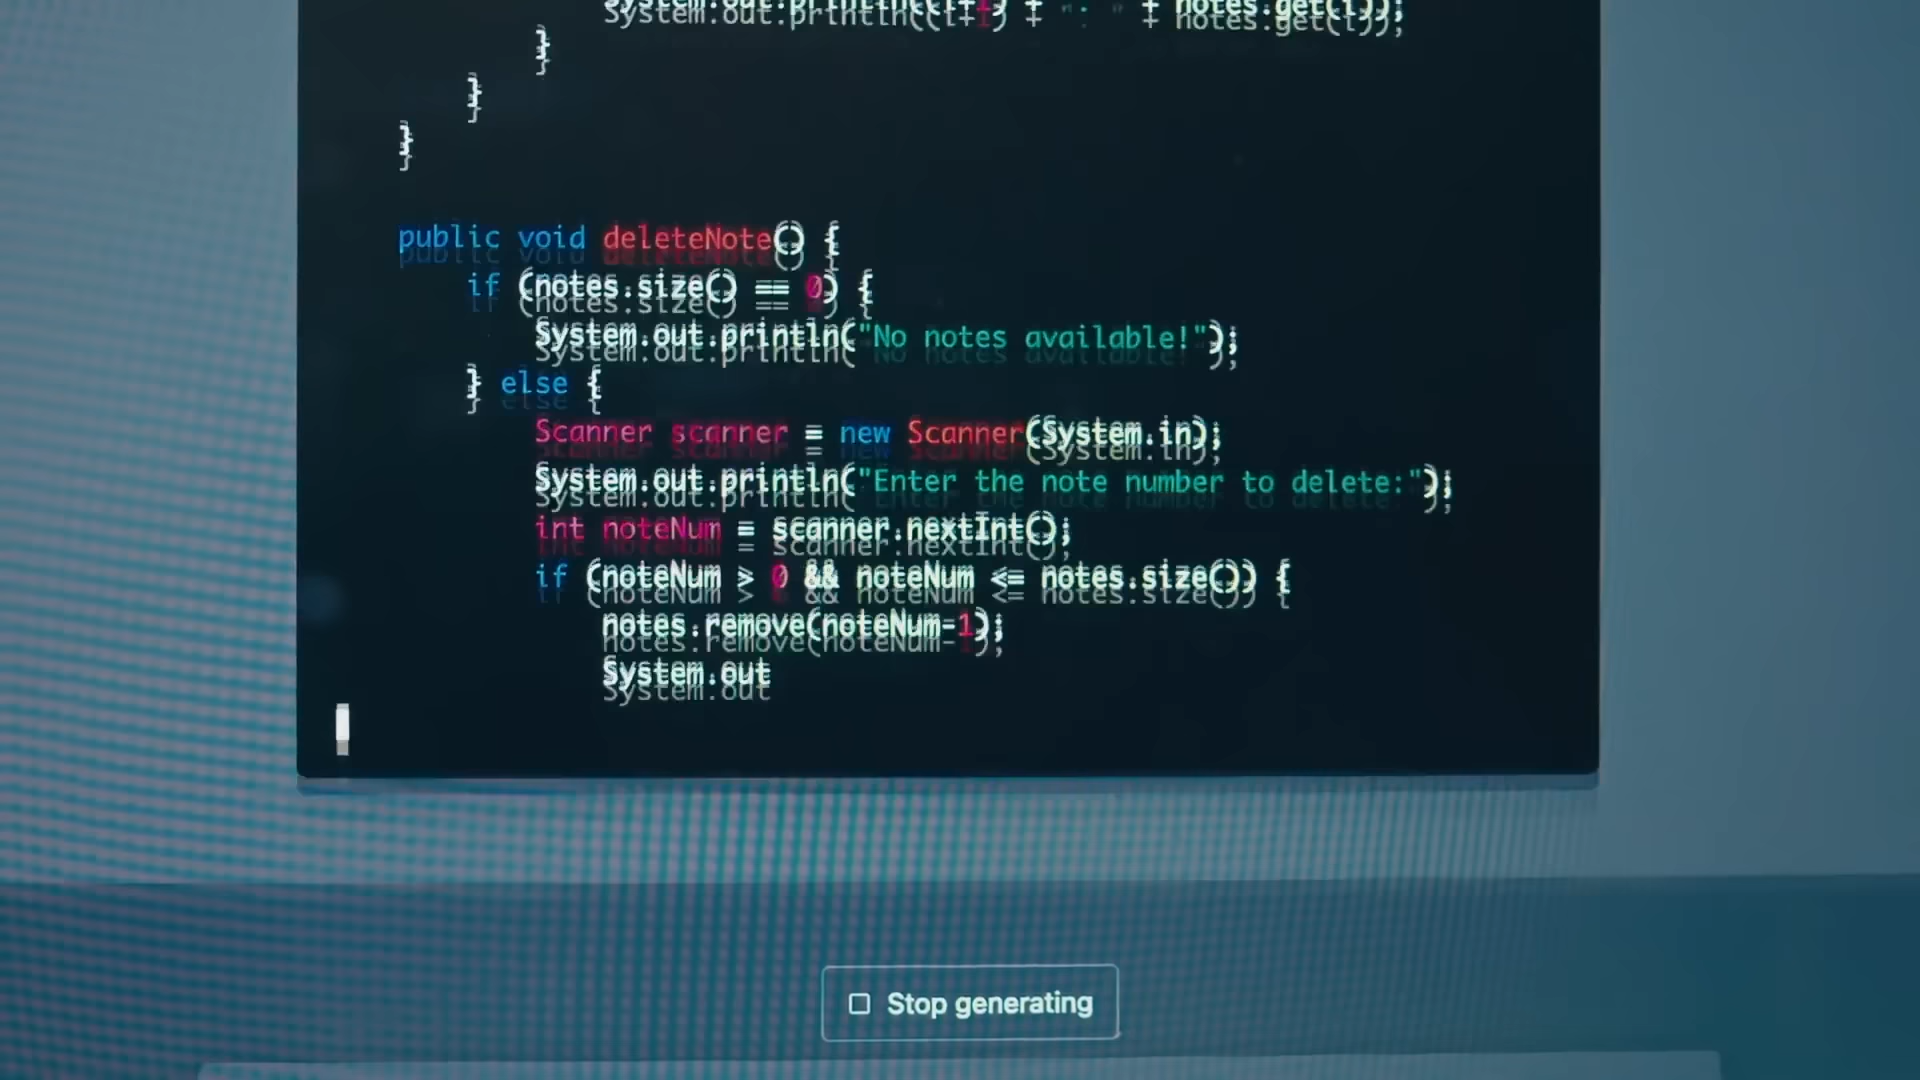 System.out.println((i+1) + ". " + notes.get(i));
}
}
}
public void deleteNote() {
if (notes.size() == 0) {
System.out.println("No notes available!");
} else {
Scanner scanner = new Scanner(System.in);
System.out.println("Enter the note number to delete:");
int noteNum = scanner.nextInt();
if (noteNum > 0 && noteNum <= notes.size()) {
notes.remove(noteNum-1);
System.out
Stop generating